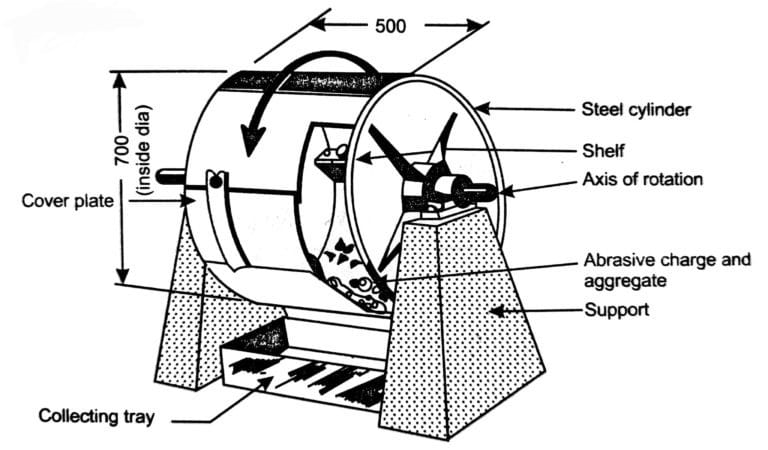 500
Steel cylinder
Shelf
Axis of rotation
700
(inside dia)
Cover plate
Abrasive charge and
aggregate
Support
Collecting tray